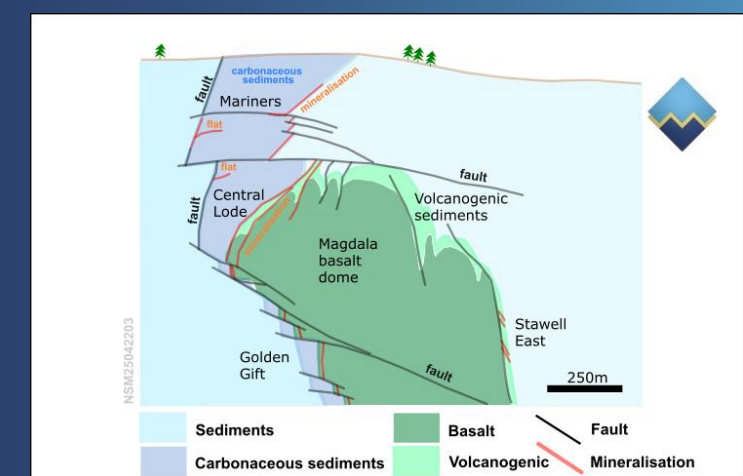 carbonaceous
sediments
fault
Mariners
mineralisation
flat
flat
fault
Central
Lode
fault
Volcanogenic
sediments
mineralisation
Magdala
basalt
dome
NSM25042203
Stawell
East
Golden
Gift
fault
250m
Sediments
Basalt
Fault
Carbonaceous sediments
Volcanogenic
Mineralisation